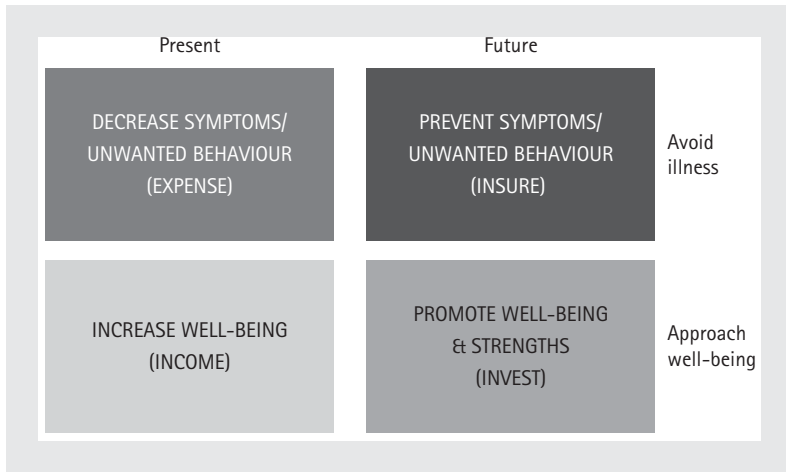 Present
Future
DECREASE SYMPTOMS/
UNWANTED BEHAVIOUR
(EXPENSE)
PREVENT SYMPTOMS/
UNWANTED BEHAVIOUR
(INSURE)
Avoid
illness
INCREASE WELL-BEING
(INCOME)
PROMOTE WELL-BEING
& STRENGTHS
(INVEST)
Approach
well-being